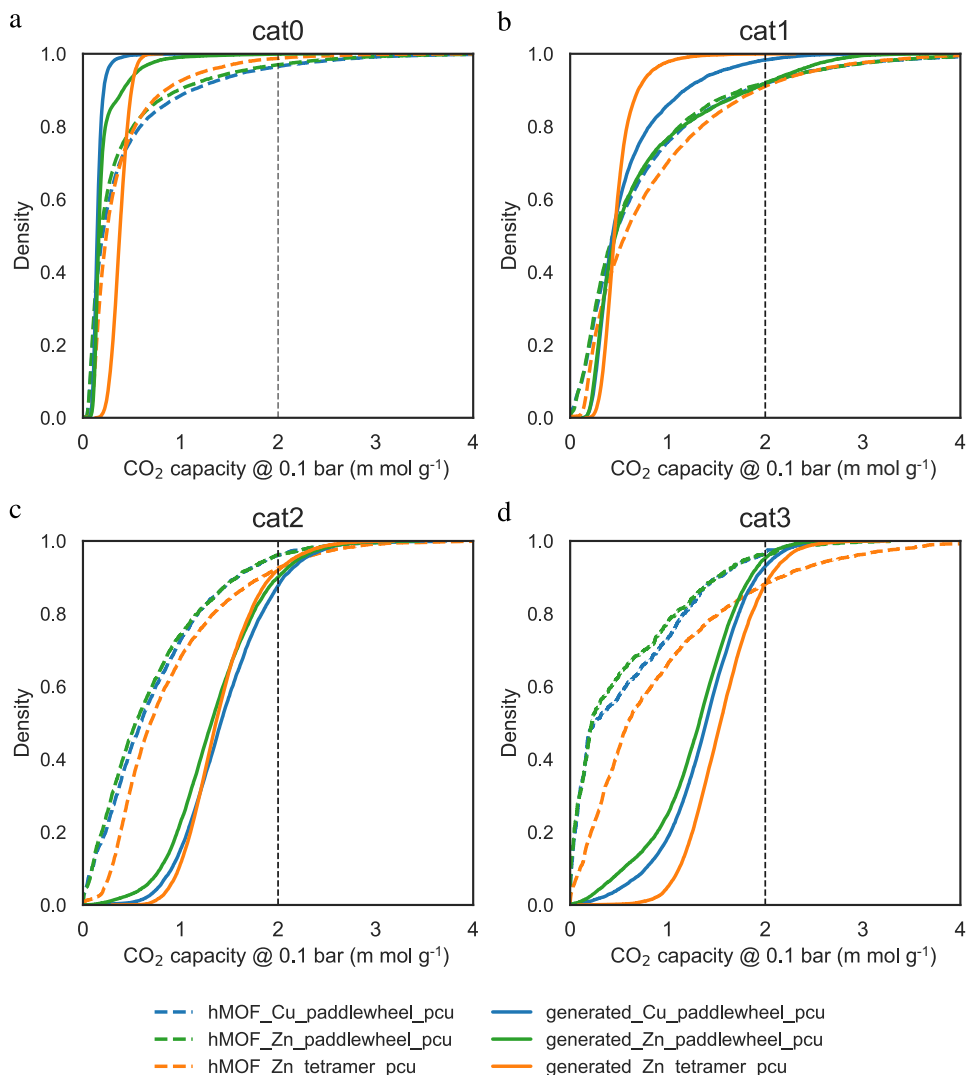 a
cat0
1.0
0.8
0.6
0.4
0.2
0.0
Density
0 1 2 3 4
CO₂ capacity @ 0.1 bar (m mol g⁻¹)
b
cat1
1.0
0.8
0.6
0.4
0.2
0.0
Density
0 1 2 3 4
CO₂ capacity @ 0.1 bar (m mol g⁻¹)
c
cat2
1.0
0.8
0.6
0.4
0.2
0.0
Density
0 1 2 3 4
CO₂ capacity @ 0.1 bar (m mol g⁻¹)
d
cat3
1.0
0.8
0.6
0.4
0.2
0.0
Density
0 1 2 3 4
CO₂ capacity @ 0.1 bar (m mol g⁻¹)
hMOF_Cu_paddlewheel_pcu
hMOF_Zn_paddlewheel_pcu
hMOF_Zn_tetramer_pcu
generated_Cu_paddlewheel_pcu
generated_Zn_paddlewheel_pcu
generated_Zn_tetramer_pcu